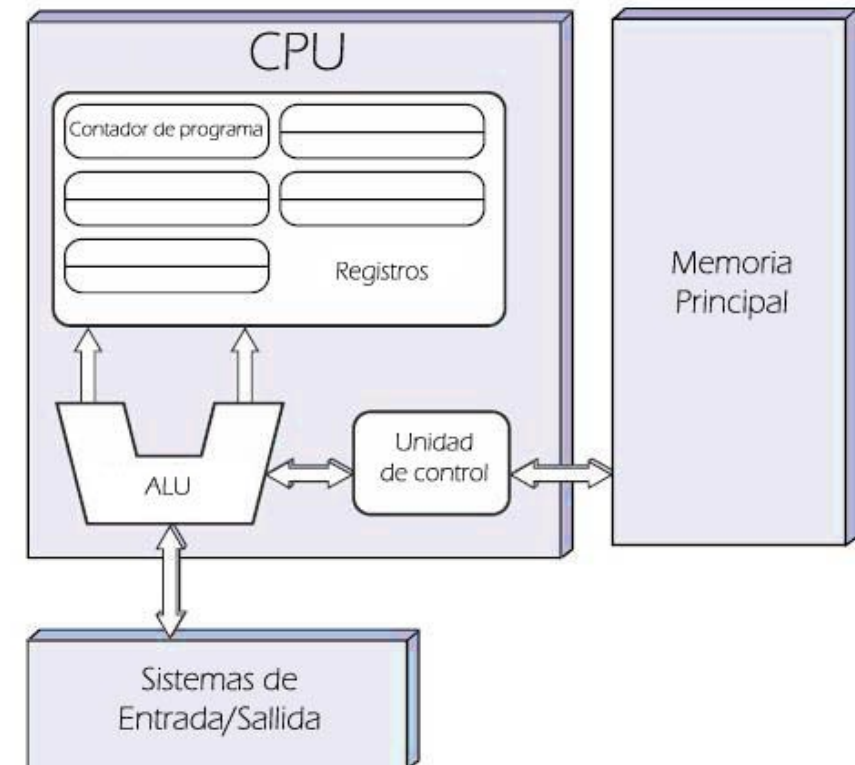 CPU
Contador de programa
Registros
Memoria
Principal
ALU
Unidad
de control
Sistemas de
Entrada/Sallida